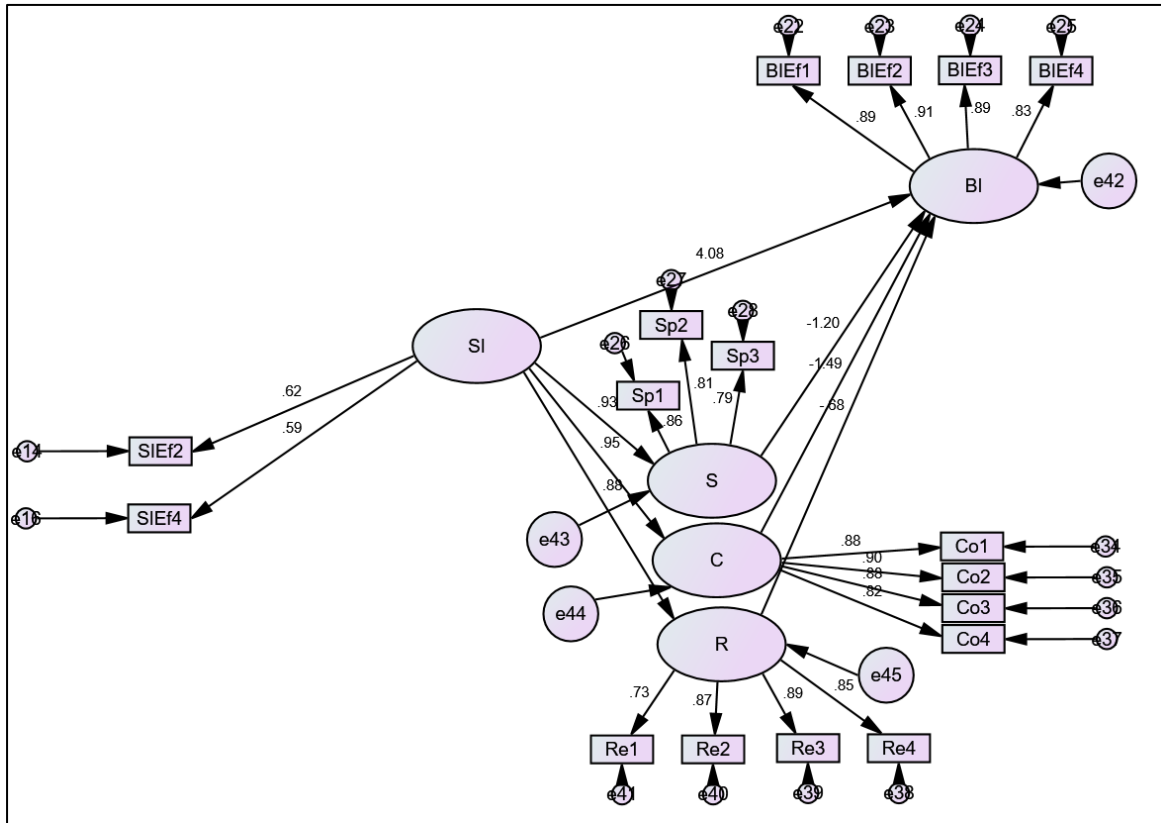 e22
e23
e24
e25
BIEf1
BIEf2
BIEf3
BIEf4
.89
.91
.89
.83
BI
e42
4.08
e27
Sp2
e28
Sp3
-1.20
SI
e26
Sp1
-1.49
.81
.79
.62
.93
.86
-.68
.59
.95
e14
SIEf2
S
.88
e16
SIEf4
e43
.88
Co1
e34
C
.90
Co2
e35
.88
Co3
e36
e44
.82
Co4
e37
R
e45
.73
.87
.89
.85
Re1
Re2
Re3
Re4
e41
e40
e39
e38